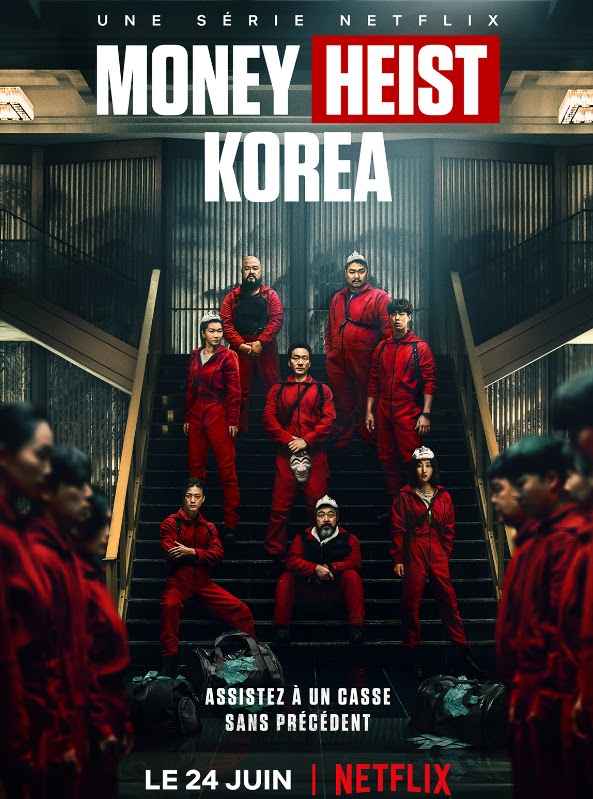 UNE SÉRIE NETFLIX
MONEY HEIST
KOREA
ASSISTEZ À UN CASSE
SANS PRÉCÉDENT
LE 24 JUIN | NETFLIX